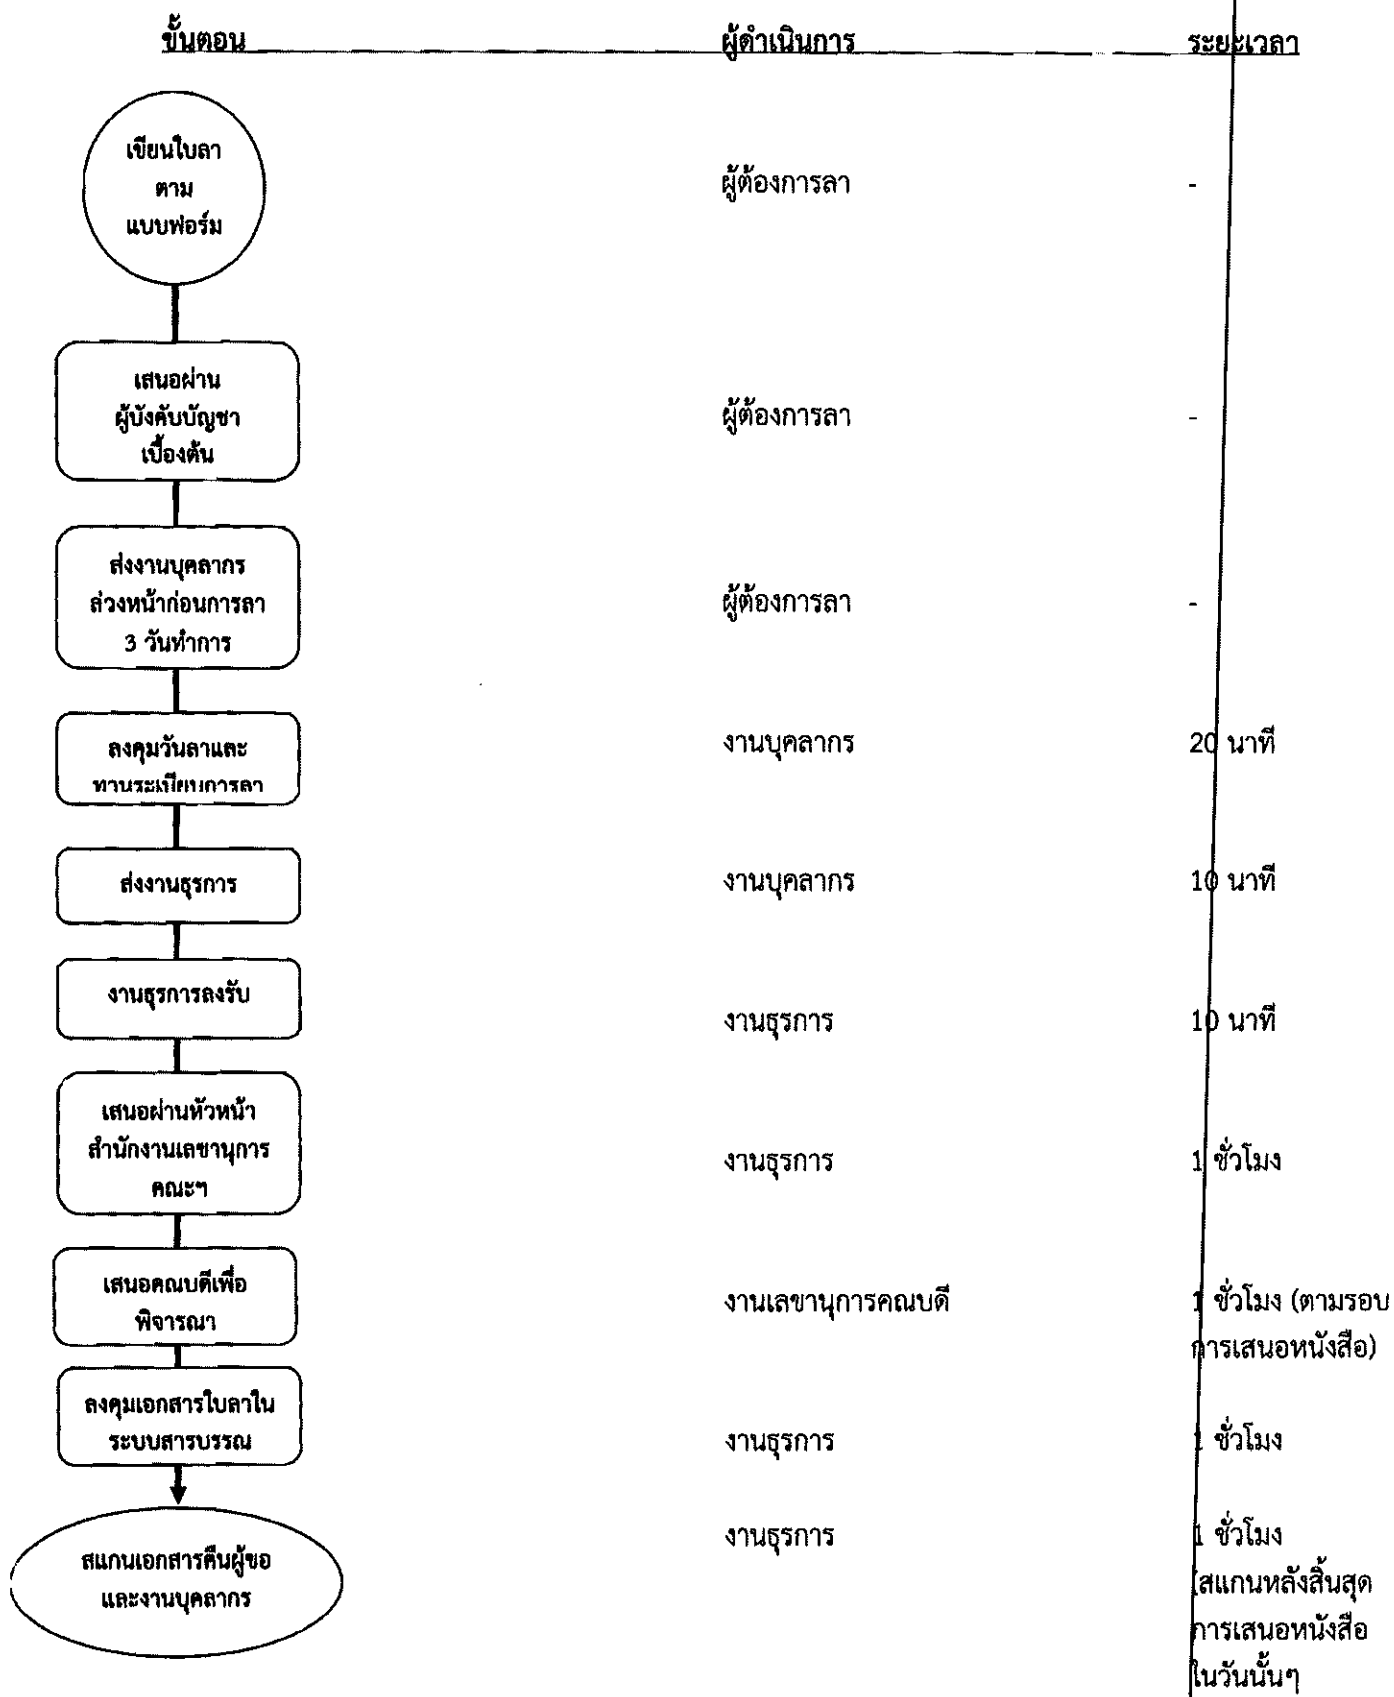 ขั้นตอน ผู้ดำเนินการ ระยะเวลา
เขียนใบลา
ตาม
แบบฟอร์ม
ผู้ต้องการลา -
เสนอผ่าน
ผู้บังคับบัญชา
เบื้องต้น
ผู้ต้องการลา -
ส่งงานบุคลากร
ล่วงหน้าก่อนการลา
3 วันทำการ
ผู้ต้องการลา -
ลงคุมวันลาและ
ทานระเบียบการลา
งานบุคลากร 20 นาที
ส่งงานธุรการ งานบุคลากร 10 นาที
งานธุรการลงรับ
งานธุรการ 10 นาที
เสนอผ่านหัวหน้า
สำนักงานเลขานุการ
คณะฯ
งานธุรการ 1 ชั่วโมง
เสนอคณบดีเพื่อ
พิจารณา
งานเลขานุการคณบดี 1 ชั่วโมง (ตามรอบ
การเสนอหนังสือ)
ลงคุมเอกสารใบลาใน
ระบบสารบรรณ
งานธุรการ 1 ชั่วโมง
สแกนเอกสารคืนผู้ขอ
และงานบุคลากร
งานธุรการ 1 ชั่วโมง
(สแกนหลังสิ้นสุด
การเสนอหนังสือ
ในวันนั้นๆ